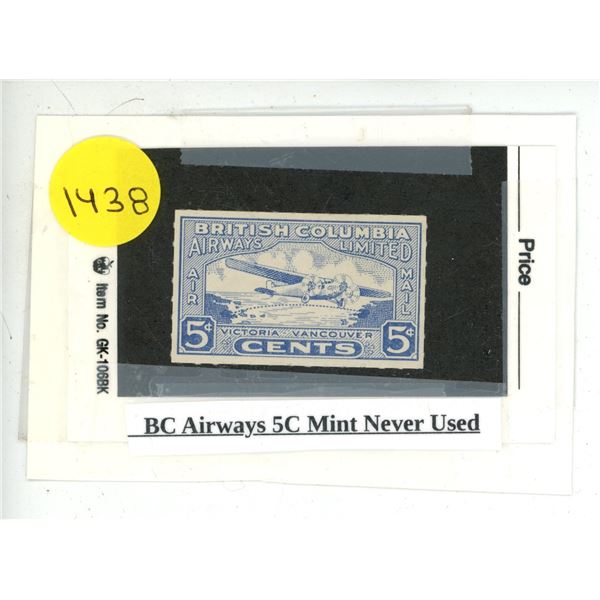 1438
Item No. GK-106BK
Price
BRITISH COLUMBIA
AIRWAYS LIMITED
AIR MAIL
VICTORIA - VANCOUVER
5¢ CENTS 5¢
BC Airways 5C Mint Never Used